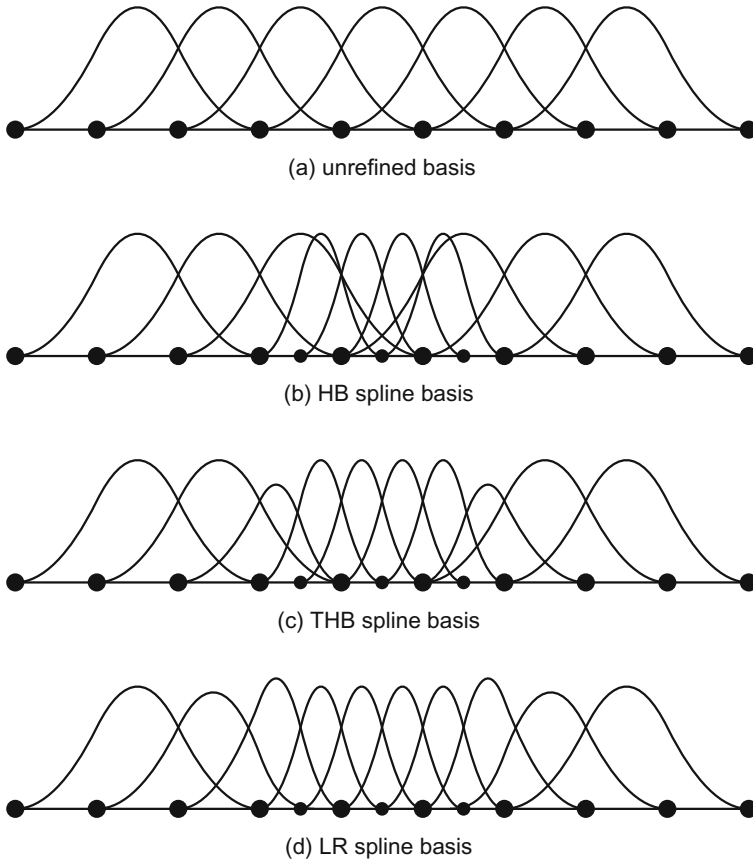 (a) unrefined basis
(b) HB spline basis
(c) THB spline basis
(d) LR spline basis